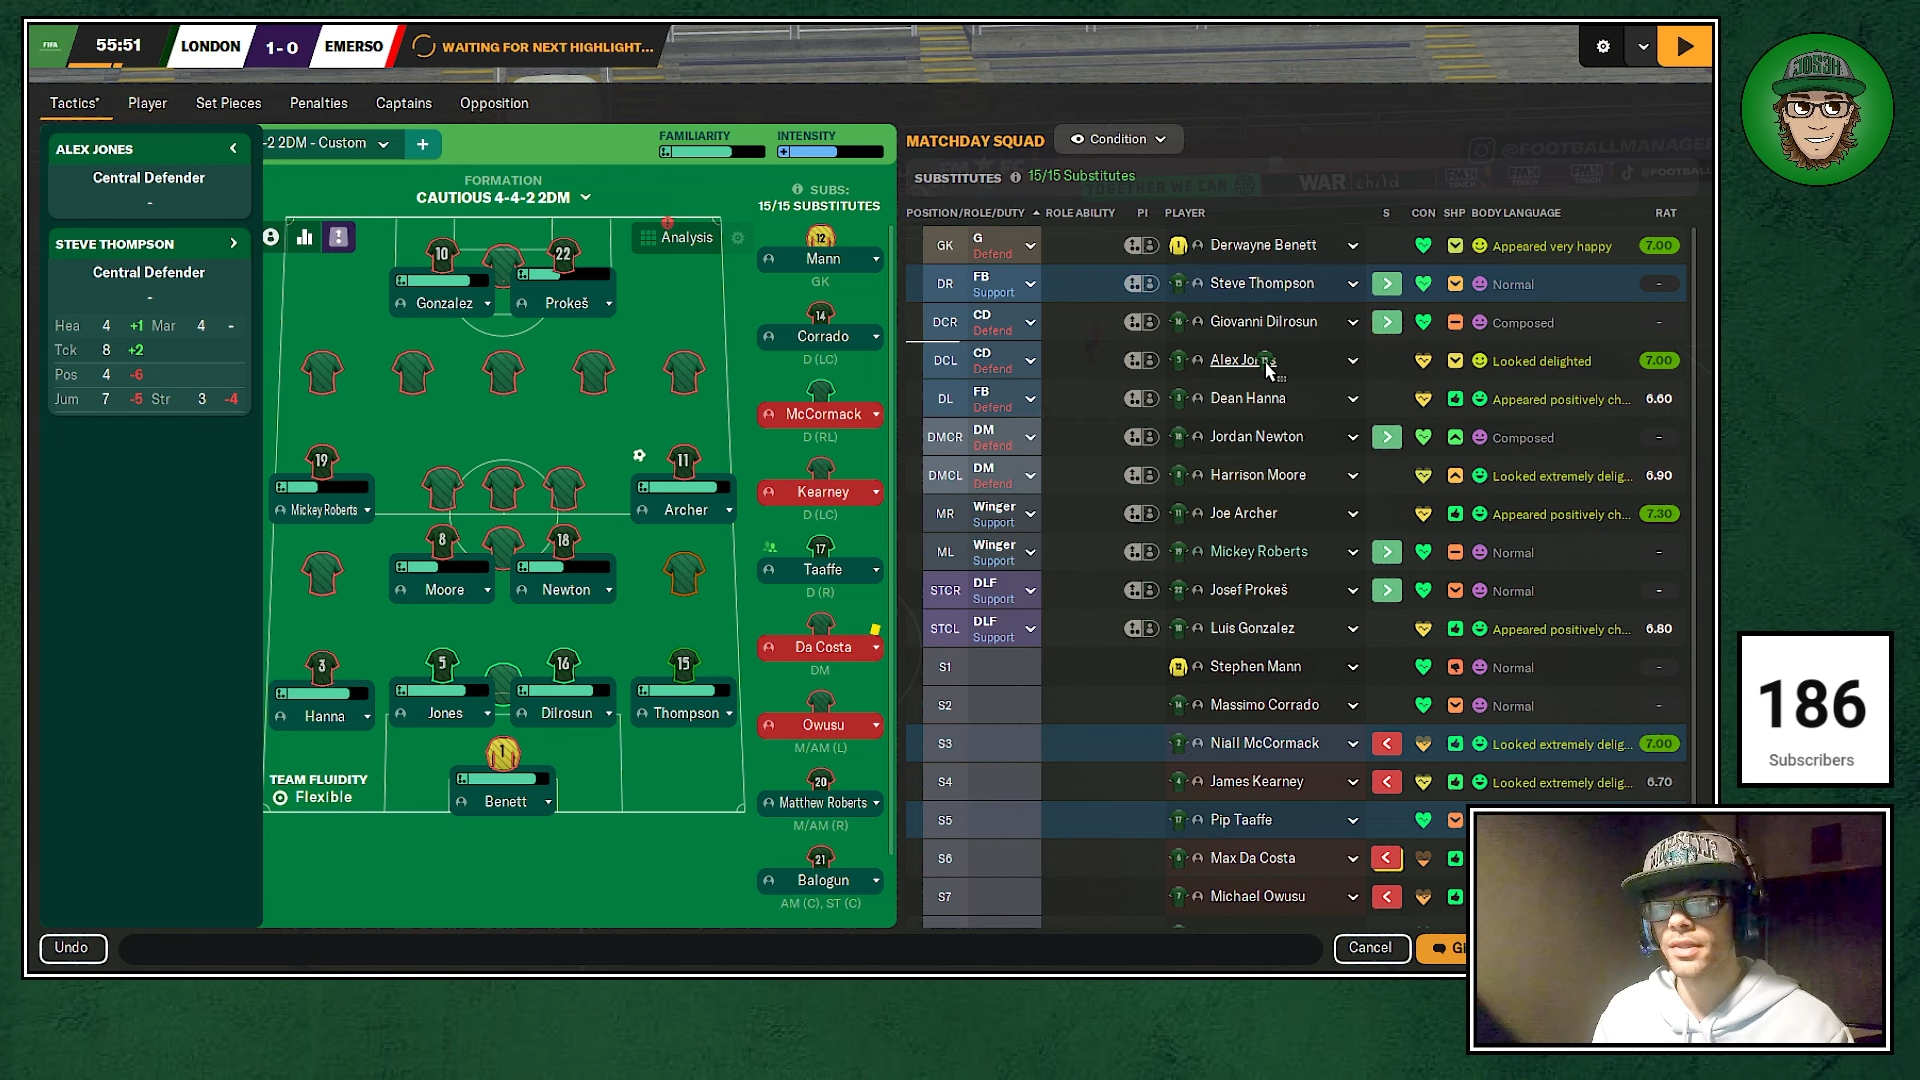 FIFA
55:51
LONDON
1-0
EMERSO
WAITING FOR NEXT HIGHLIGHT...
Tactics*
Player
Set Pieces
Penalties
Captains
Opposition
ALEX JONES
Central Defender
-
STEVE THOMPSON
Central Defender
-
Hea 4 +1 Mar 4 -
Tck 8 +2
Pos 4 -6
Jum 7 -5 Str 3 -4
-2 2DM - Custom
FAMILIARITY
INTENSITY
FORMATION
CAUTIOUS 4-4-2 2DM
Analysis
10
Gonzalez
22
Prokeš
19
Mickey Roberts
11
Archer
8
Moore
18
Newton
3
Hanna
5
Jones
16
Dilrosun
15
Thompson
1
Benett
TEAM FLUIDITY
Flexible
SUBS:
15/15 SUBSTITUTES
12
Mann
GK
14
Corrado
D (LC)
McCormack
D (RL)
Kearney
D (LC)
17
Taaffe
D (R)
Da Costa
DM
Owusu
M/AM (L)
20
Matthew Roberts
M/AM (R)
21
Balogun
AM (C), ST (C)
MATCHDAY SQUAD
Condition
@FOOTBALLMANAGER
SUBSTITUTES 15/15 Substitutes
TOGETHER WE CAN
WAR child
POSITION/ROLE/DUTY ROLE ABILITY PI PLAYER S CON SHP BODY LANGUAGE RAT
GK G Defend Derwayne Benett Appeared very happy 7.00
DR FB Support Steve Thompson Normal -
DCR CD Defend Giovanni Dilrosun Composed -
DCL CD Defend Alex Looked delighted 7.00
DL FB Defend Dean Hanna Appeared positively ch... 6.60
DMCR DM Defend Jordan Newton Composed -
DMCL DM Defend Harrison Moore Looked extremely delig... 6.90
MR Winger Support Joe Archer Appeared positively ch... 7.30
ML Winger Support Mickey Roberts Normal -
STCR DLF Support Josef Prokeš Normal -
STCL DLF Support Luis Gonzalez Appeared positively ch... 6.80
S1 Stephen Mann Normal -
S2 Massimo Corrado Normal -
S3 Niall McCormack Looked extremely delig... 7.00
S4 James Kearney Looked extremely delig... 6.70
S5 Pip Taaffe
S6 Max Da Costa
S7 Michael Owusu
Undo
Cancel
Gi
186
Subscribers